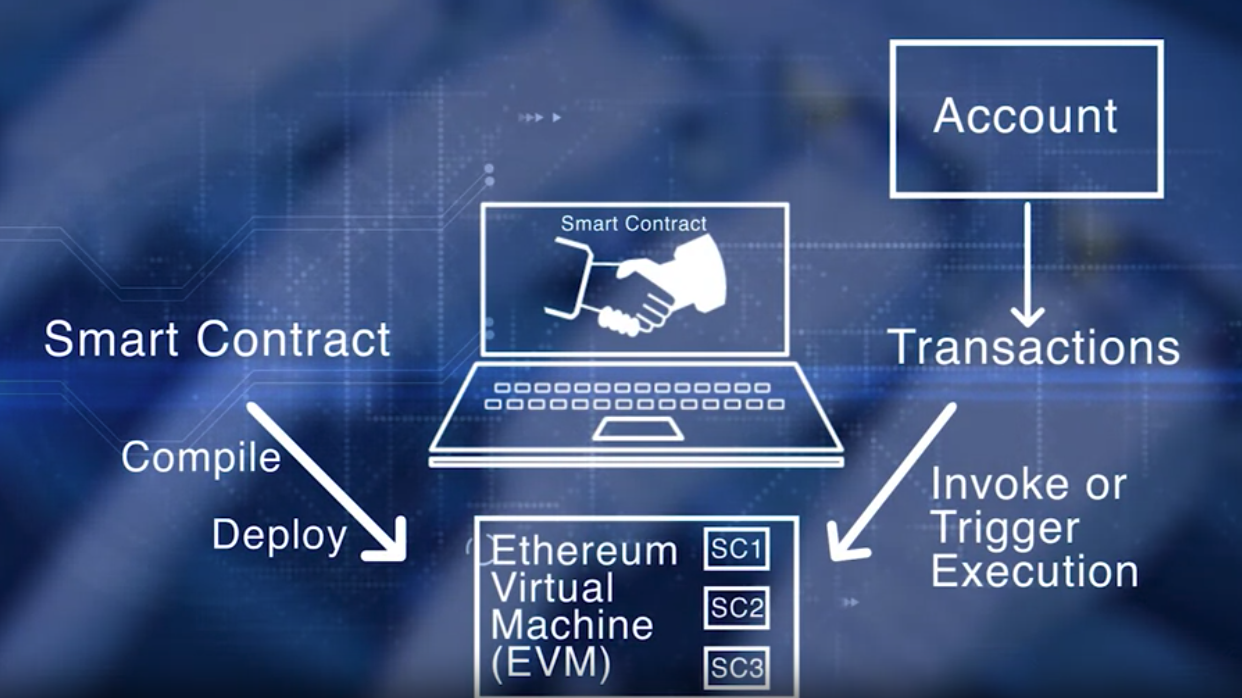 Account
Smart Contract
Smart Contract
Transactions
Compile
Deploy
Invoke or
Trigger
Execution
Ethereum
Virtual
Machine
(EVM)
SC1
SC2
SC3